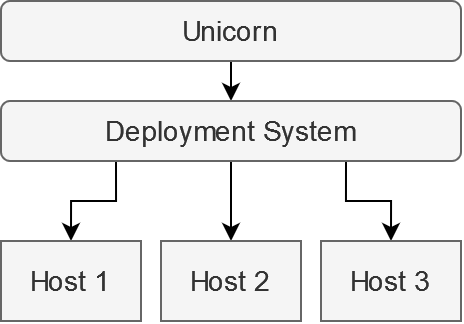 Unicorn
Deployment System
Host 1
Host 2
Host 3